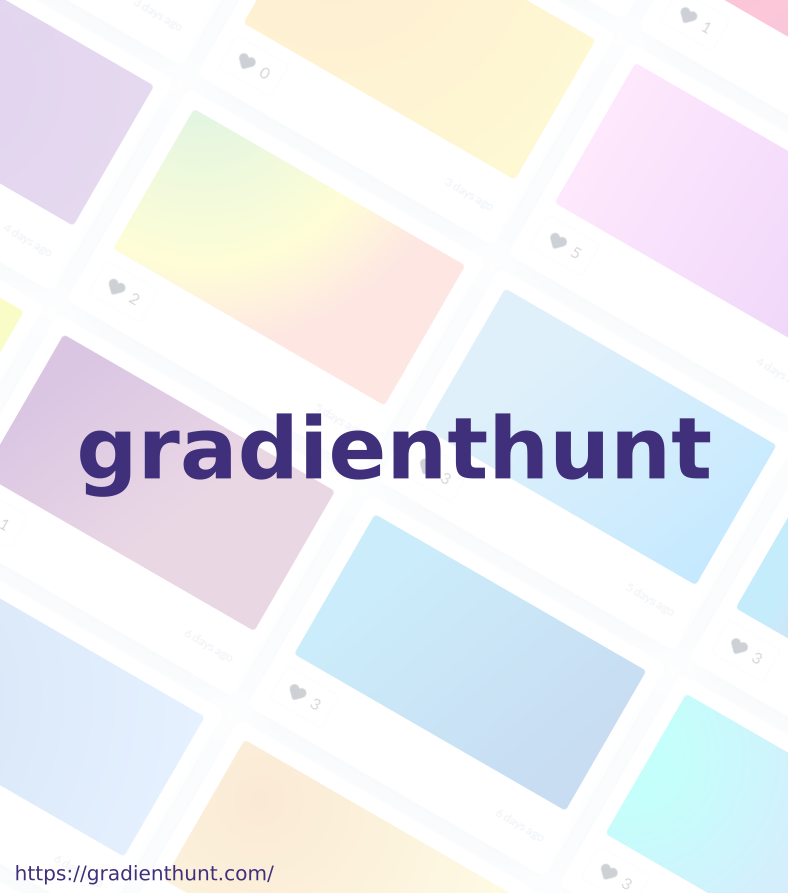 3 days ago
1
0
3 days ago
5
4 days ago
2
4 days ago
gradienthunt
3
1
5 days ago
6 days ago
3
3
6 days ago
https://gradienthunt.com/
3